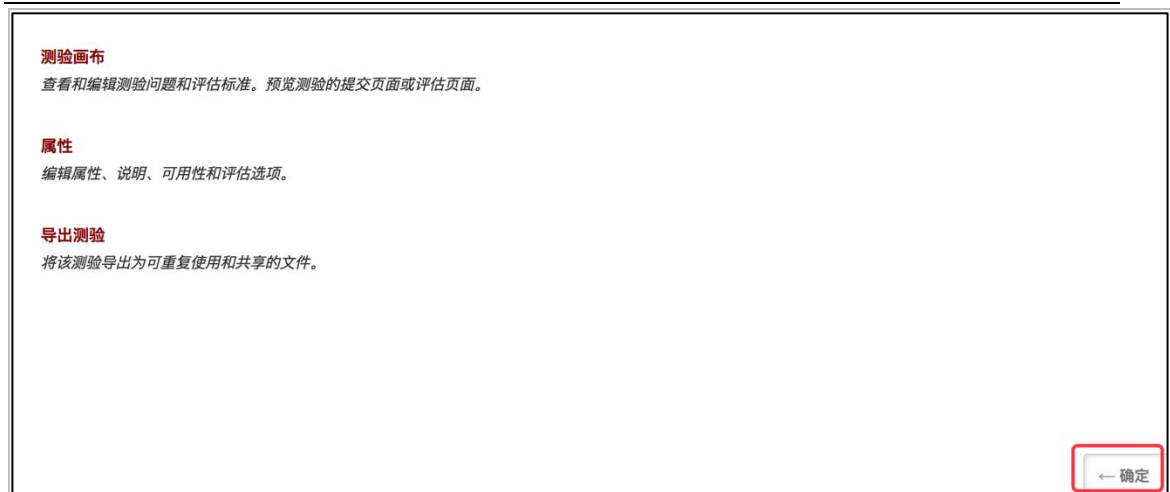 测验画布
查看和编辑测验问题和评估标准。预览测验的提交页面或评估页面。
属性
编辑属性、说明、可用性和评估选项。
导出测验
将该测验导出为可重复使用和共享的文件。
← 确定